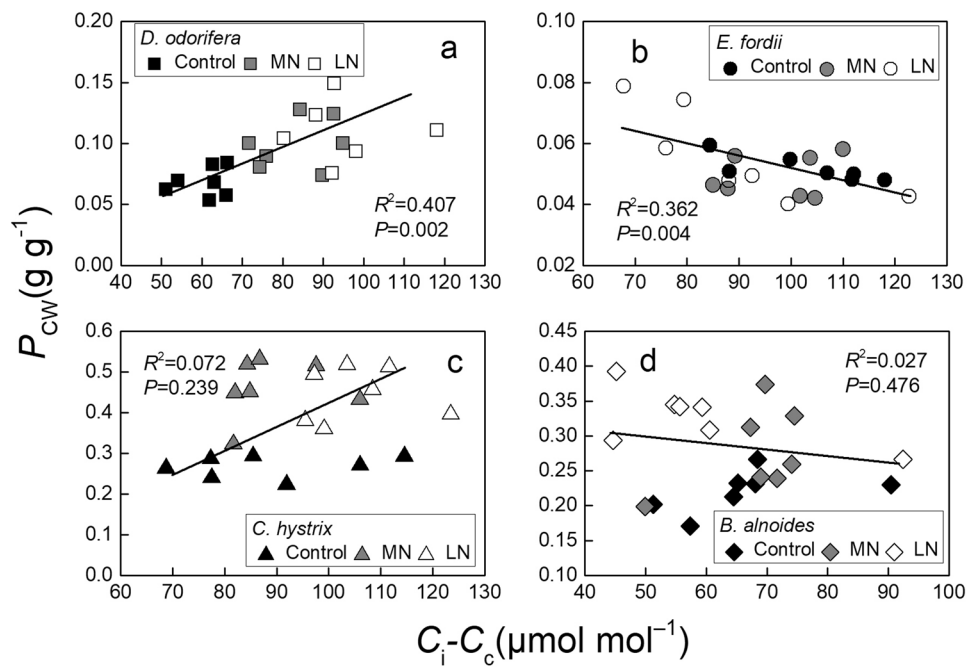 P_CW(g g⁻¹)
0.20
0.15
0.10
0.05
0.00
D. odorifera
Control MN LN
a
R²=0.407
P=0.002
40 50 60 70 80 90 100 110 120 130
0.10
0.08
0.06
0.04
0.02
b
E. fordii
Control MN LN
R²=0.362
P=0.004
60 70 80 90 100 110 120 130
0.6
0.5
0.4
0.3
0.2
0.1
0.0
R²=0.072
P=0.239
c
C. hystrix
Control MN LN
60 70 80 90 100 110 120 130
0.45
0.40
0.35
0.30
0.25
0.20
0.15
0.10
d
R²=0.027
P=0.476
B. alnoides
Control MN LN
40 50 60 70 80 90 100
C_i-C_c(μmol mol⁻¹)